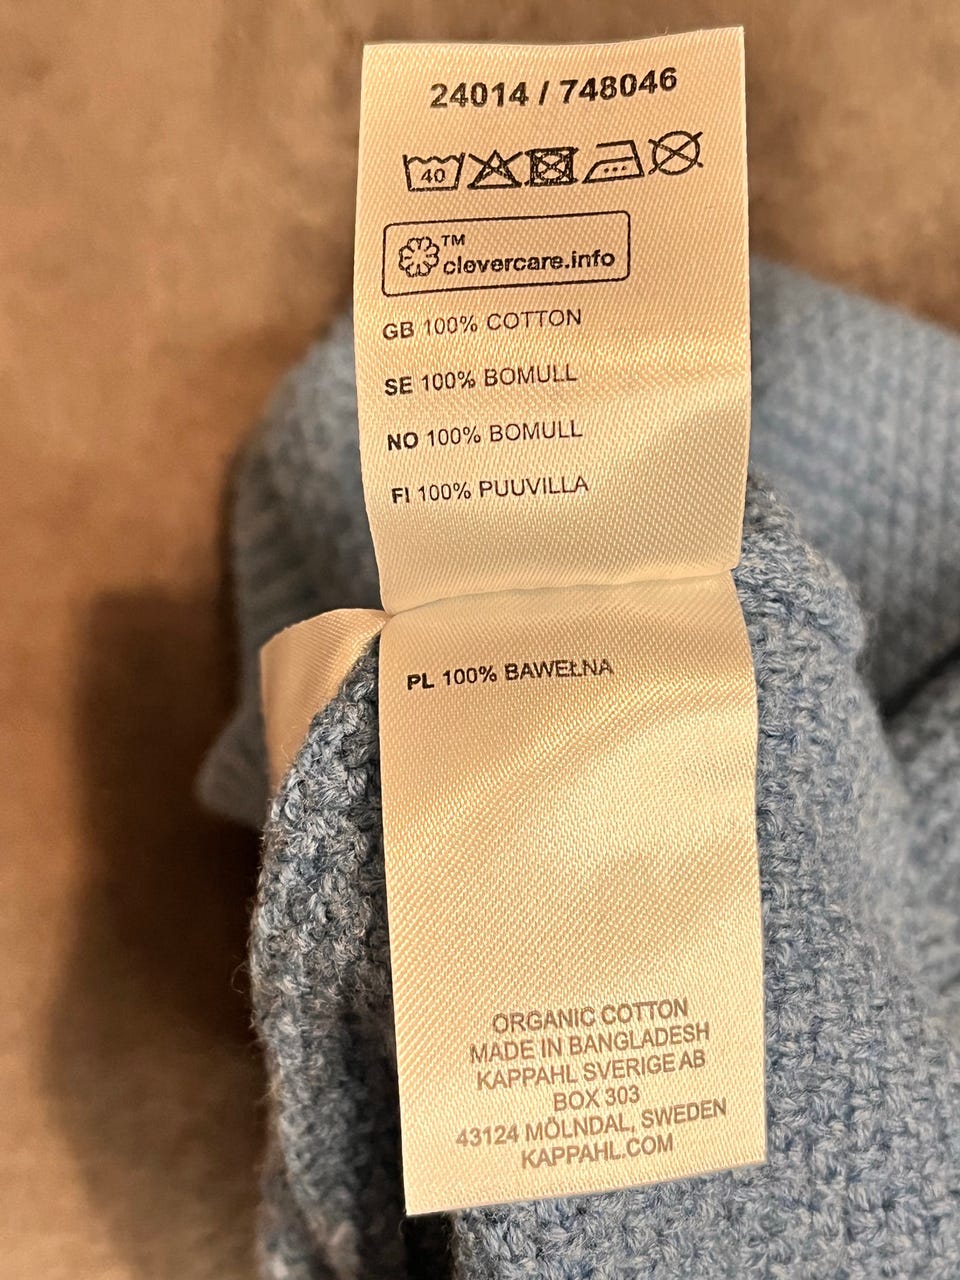 24014 / 748046
40
TM
clevercare.info
GB 100% COTTON
SE 100% BOMULL
NO 100% BOMULL
FI 100% PUUVILLA
PL 100% BAWEŁNA
ORGANIC COTTON
MADE IN BANGLADESH
KAPPAHL SVERIGE AB
BOX 303
43124 MÖLNDAL, SWEDEN
KAPPAHL.COM